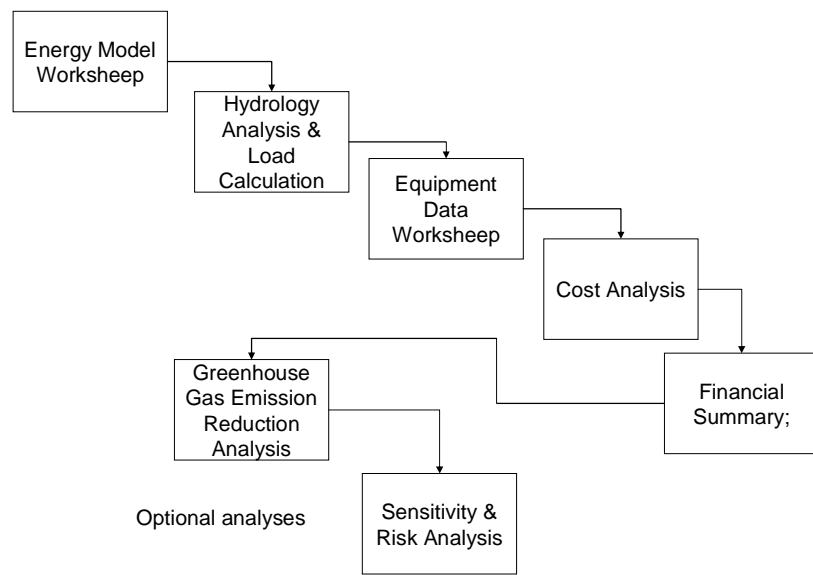 Energy Model
Worksheep
Hydrology
Analysis &
Load
Calculation
Equipment
Data
Worksheep
Cost Analysis
Financial
Summary;
Greenhouse
Gas Emission
Reduction
Analysis
Sensitivity &
Risk Analysis
Optional analyses